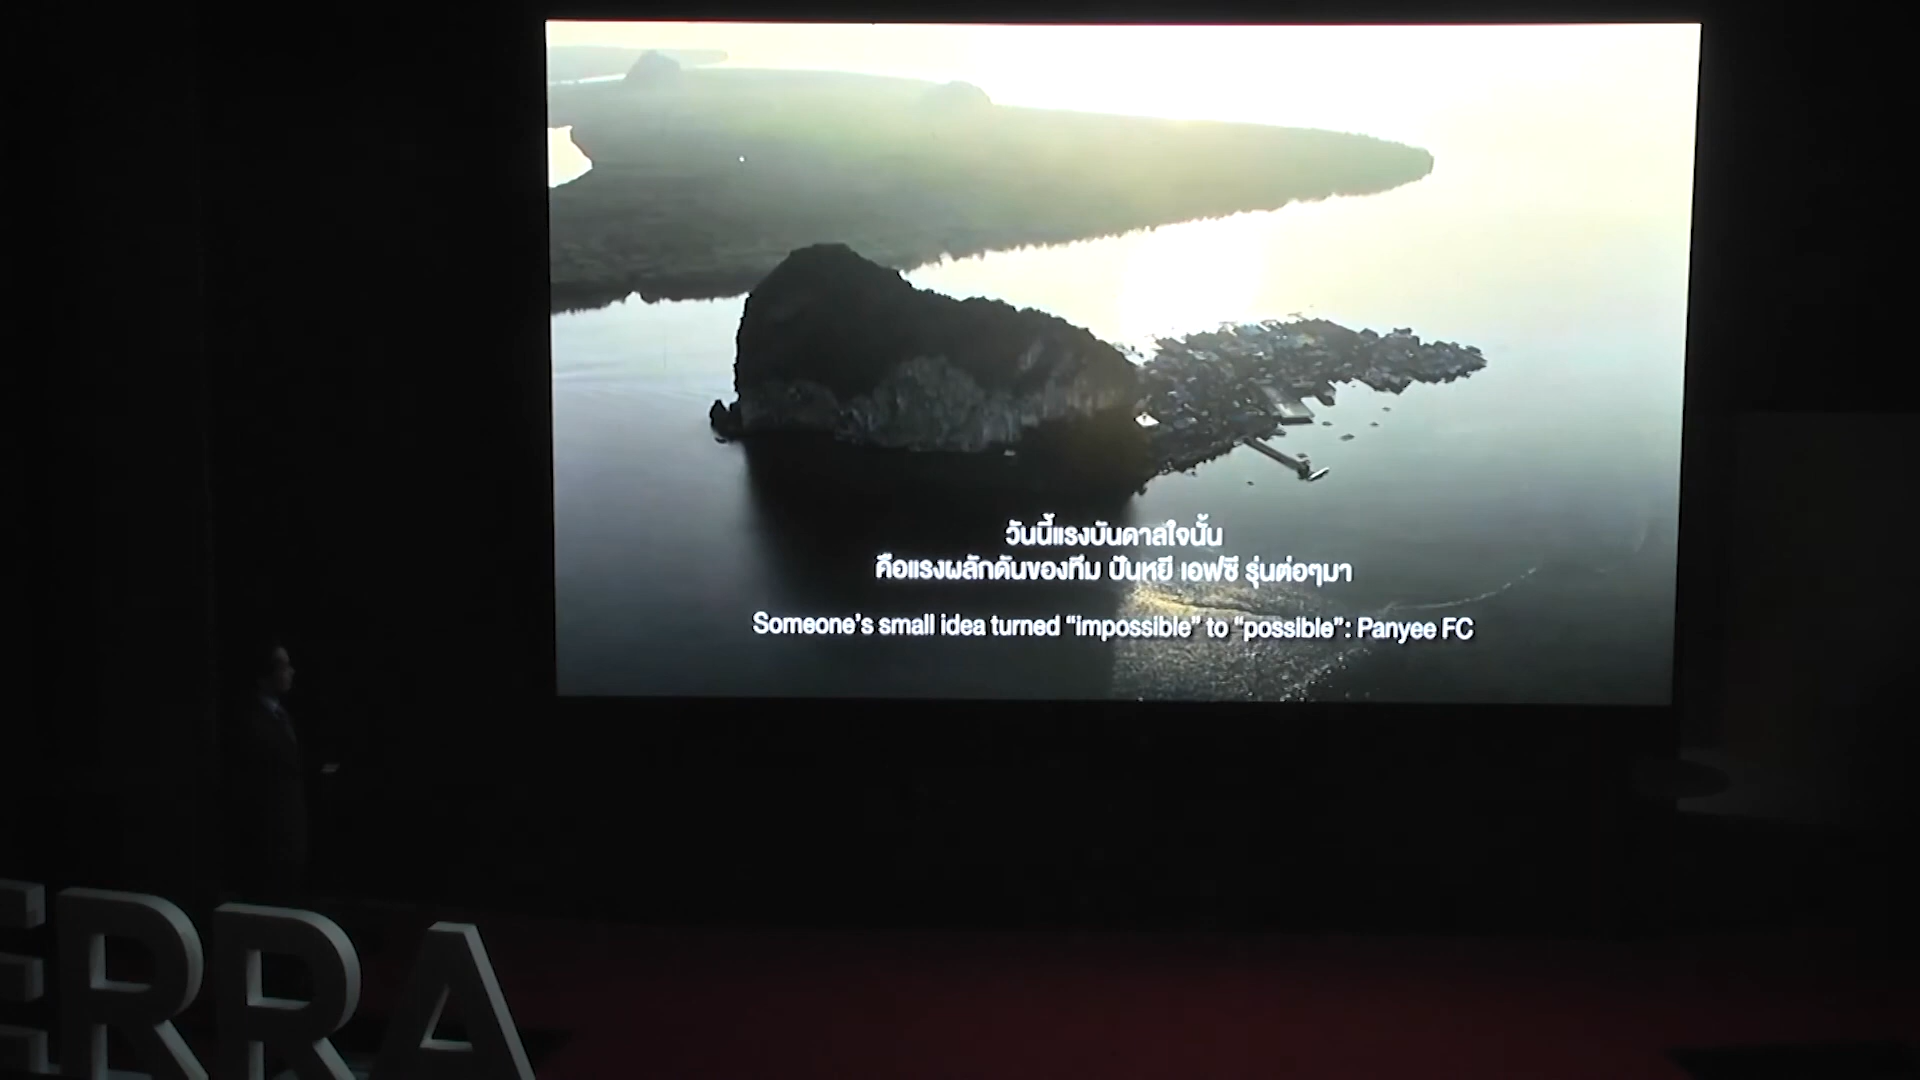 วันนี้แรงบันดาลใจนั้น
คือแรงผลักดันของทีม ปันหยี เอฟซี รุ่นต่อๆมา
Someone’s small idea turned “impossible” to “possible”: Panyee FC
ERRA